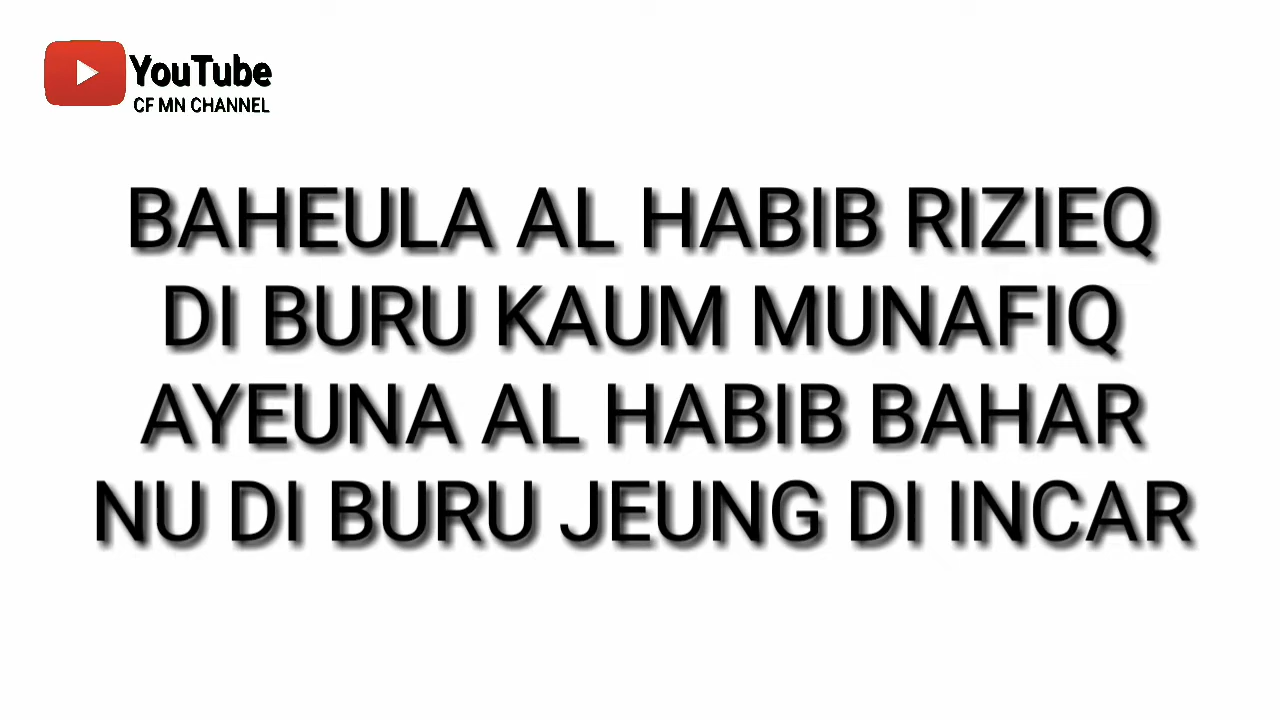 YouTube
CF MN CHANNEL
BAHEULA AL HABIB RIZIEQ
DI BURU KAUM MUNAFIQ
AYEUNA AL HABIB BAHAR
NU DI BURU JEUNG DI INCAR